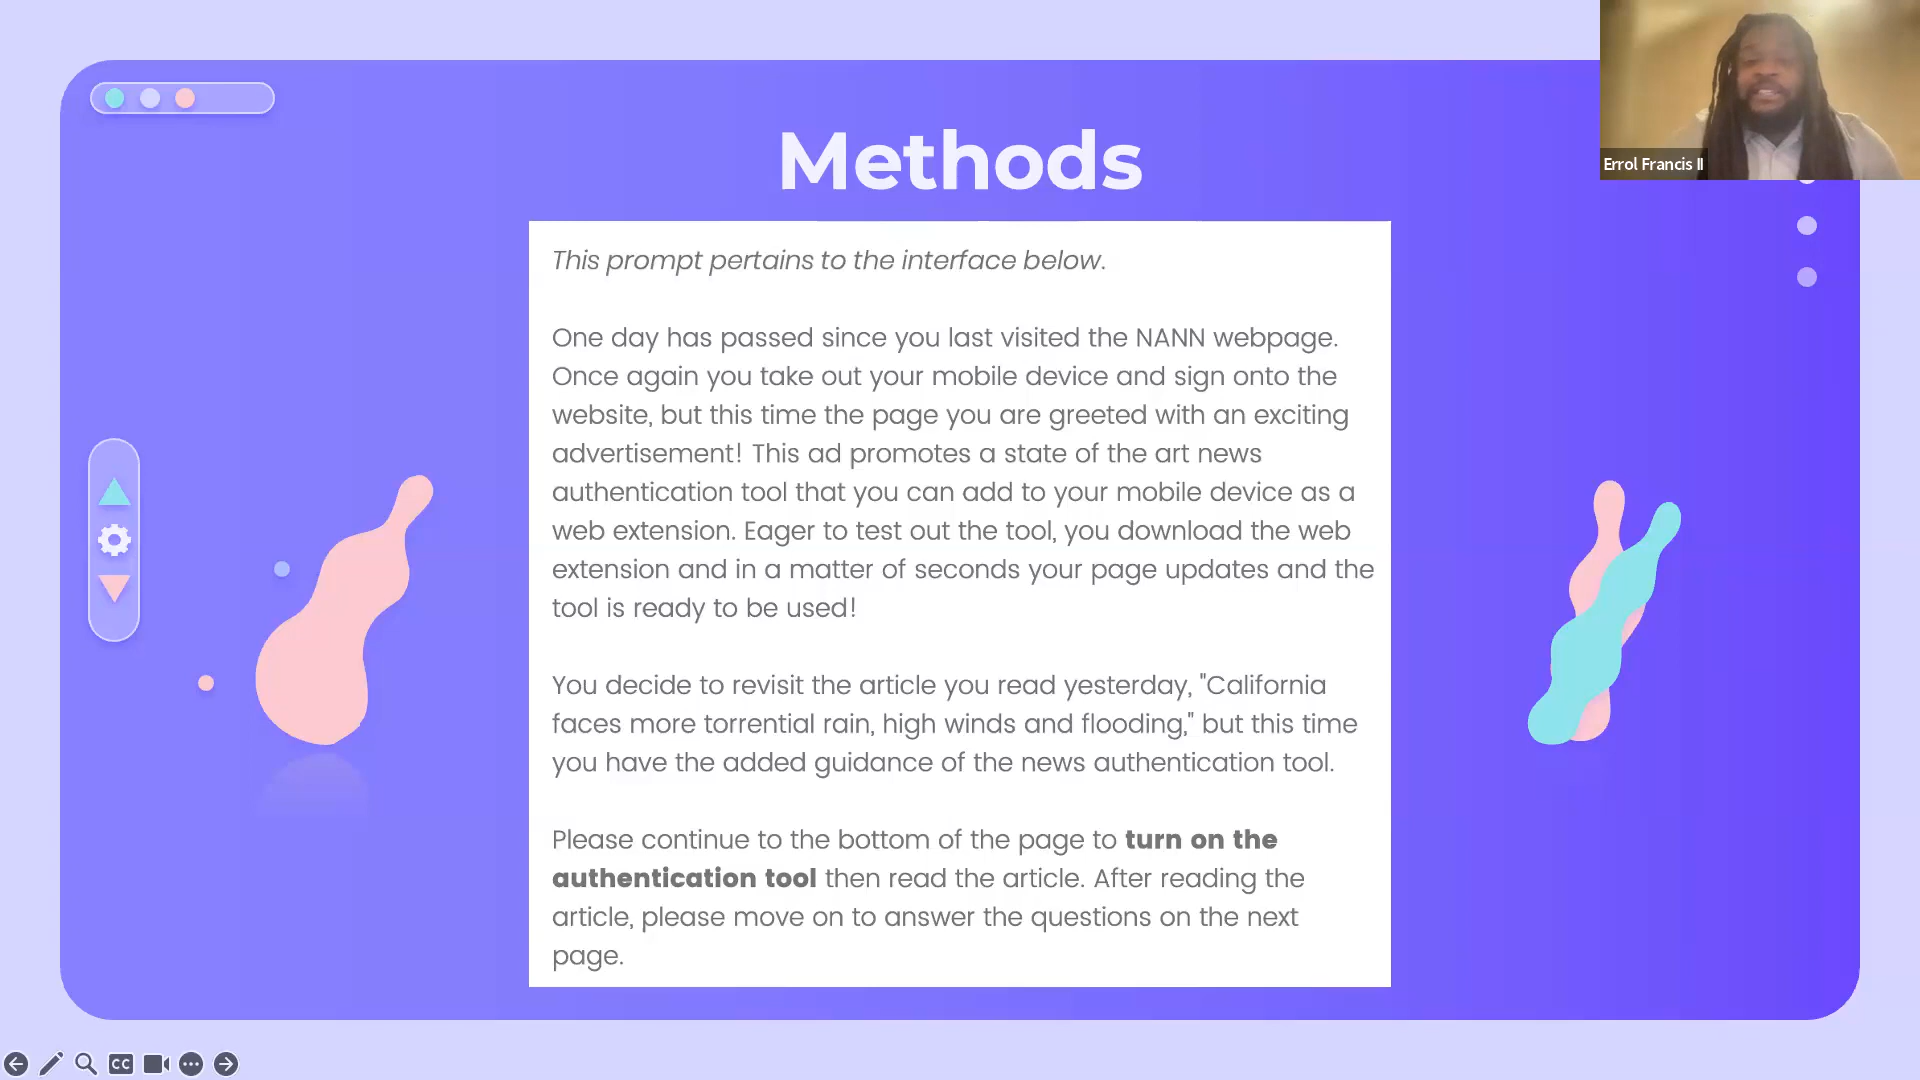 Methods
Errol Francis II
This prompt pertains to the interface below.
One day has passed since you last visited the NANN webpage.
Once again you take out your mobile device and sign onto the
website, but this time the page you are greeted with an exciting
advertisement! This ad promotes a state of the art news
authentication tool that you can add to your mobile device as a
web extension. Eager to test out the tool, you download the web
extension and in a matter of seconds your page updates and the
tool is ready to be used!
You decide to revisit the article you read yesterday, "California
faces more torrential rain, high winds and flooding," but this time
you have the added guidance of the news authentication tool.
Please continue to the bottom of the page to turn on the
authentication tool then read the article. After reading the
article, please move on to answer the questions on the next
page.
CC